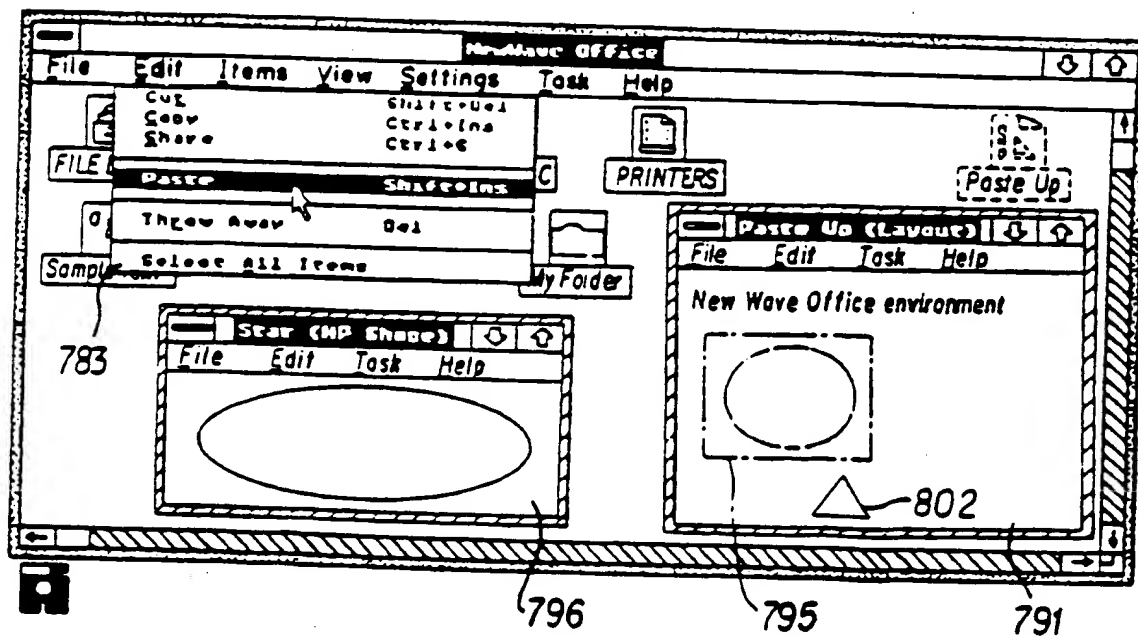 NewWave Office
File Edit Items View Settings Task Help
Cut Shift+Del
Copy Ctrl+Ins
Share Ctrl+S
Paste Shift+Ins
Throw Away Del
Select All Items
FILE
C
PRINTERS
Paste Up
Sample
My Folder
Paste Up (Layout)
File Edit Task Help
New Wave Office environment
Star (HP Shape)
File Edit Task Help
783
802
796
795
791